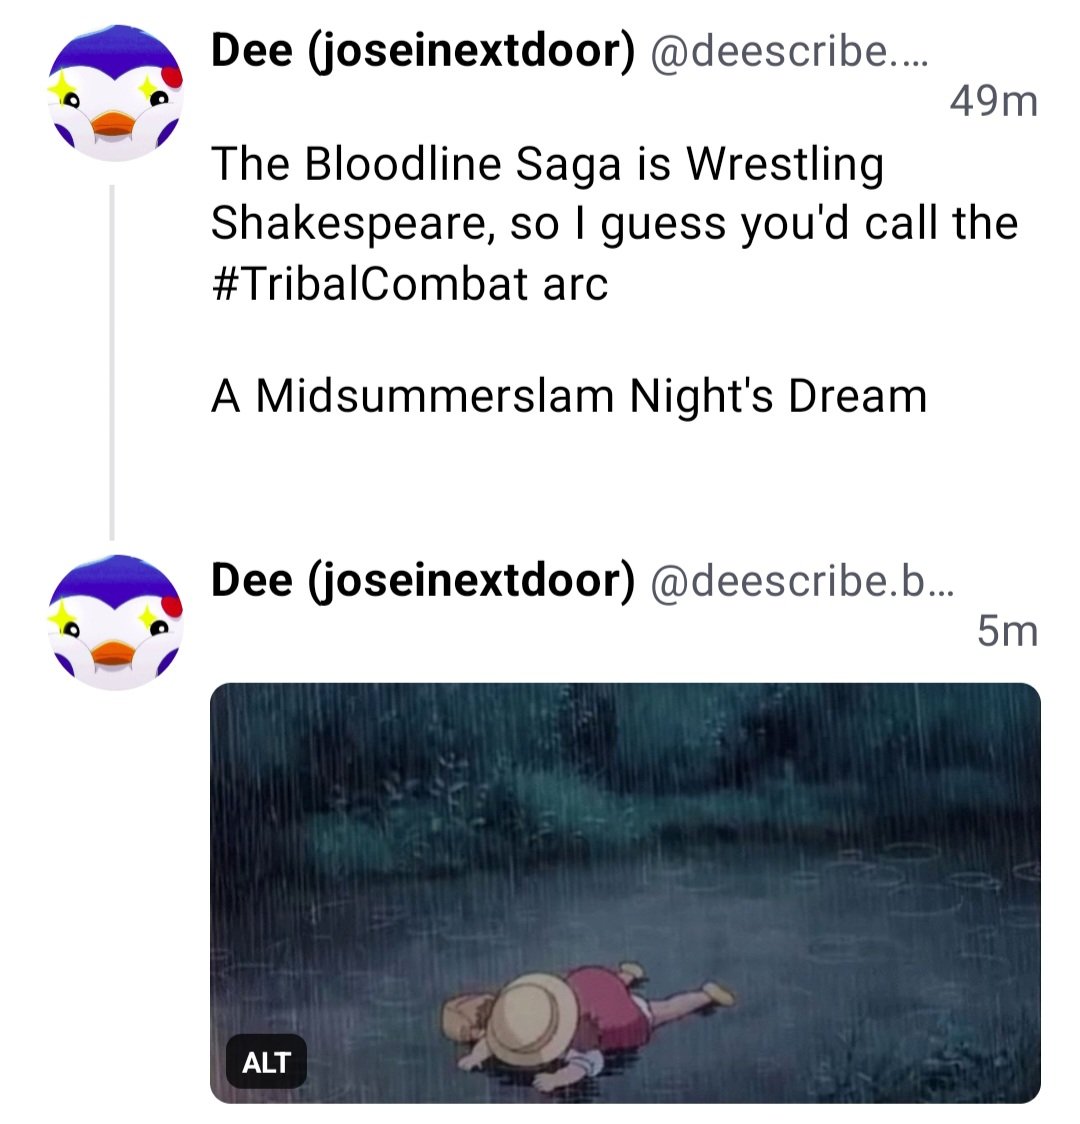 Dee (joseinextdoor) @deescribe....
49m
The Bloodline Saga is Wrestling
Shakespeare, so I guess you'd call the
#TribalCombat arc
A Midsummerslam Night's Dream
Dee (joseinextdoor) @deescribe.b...
5m
ALT